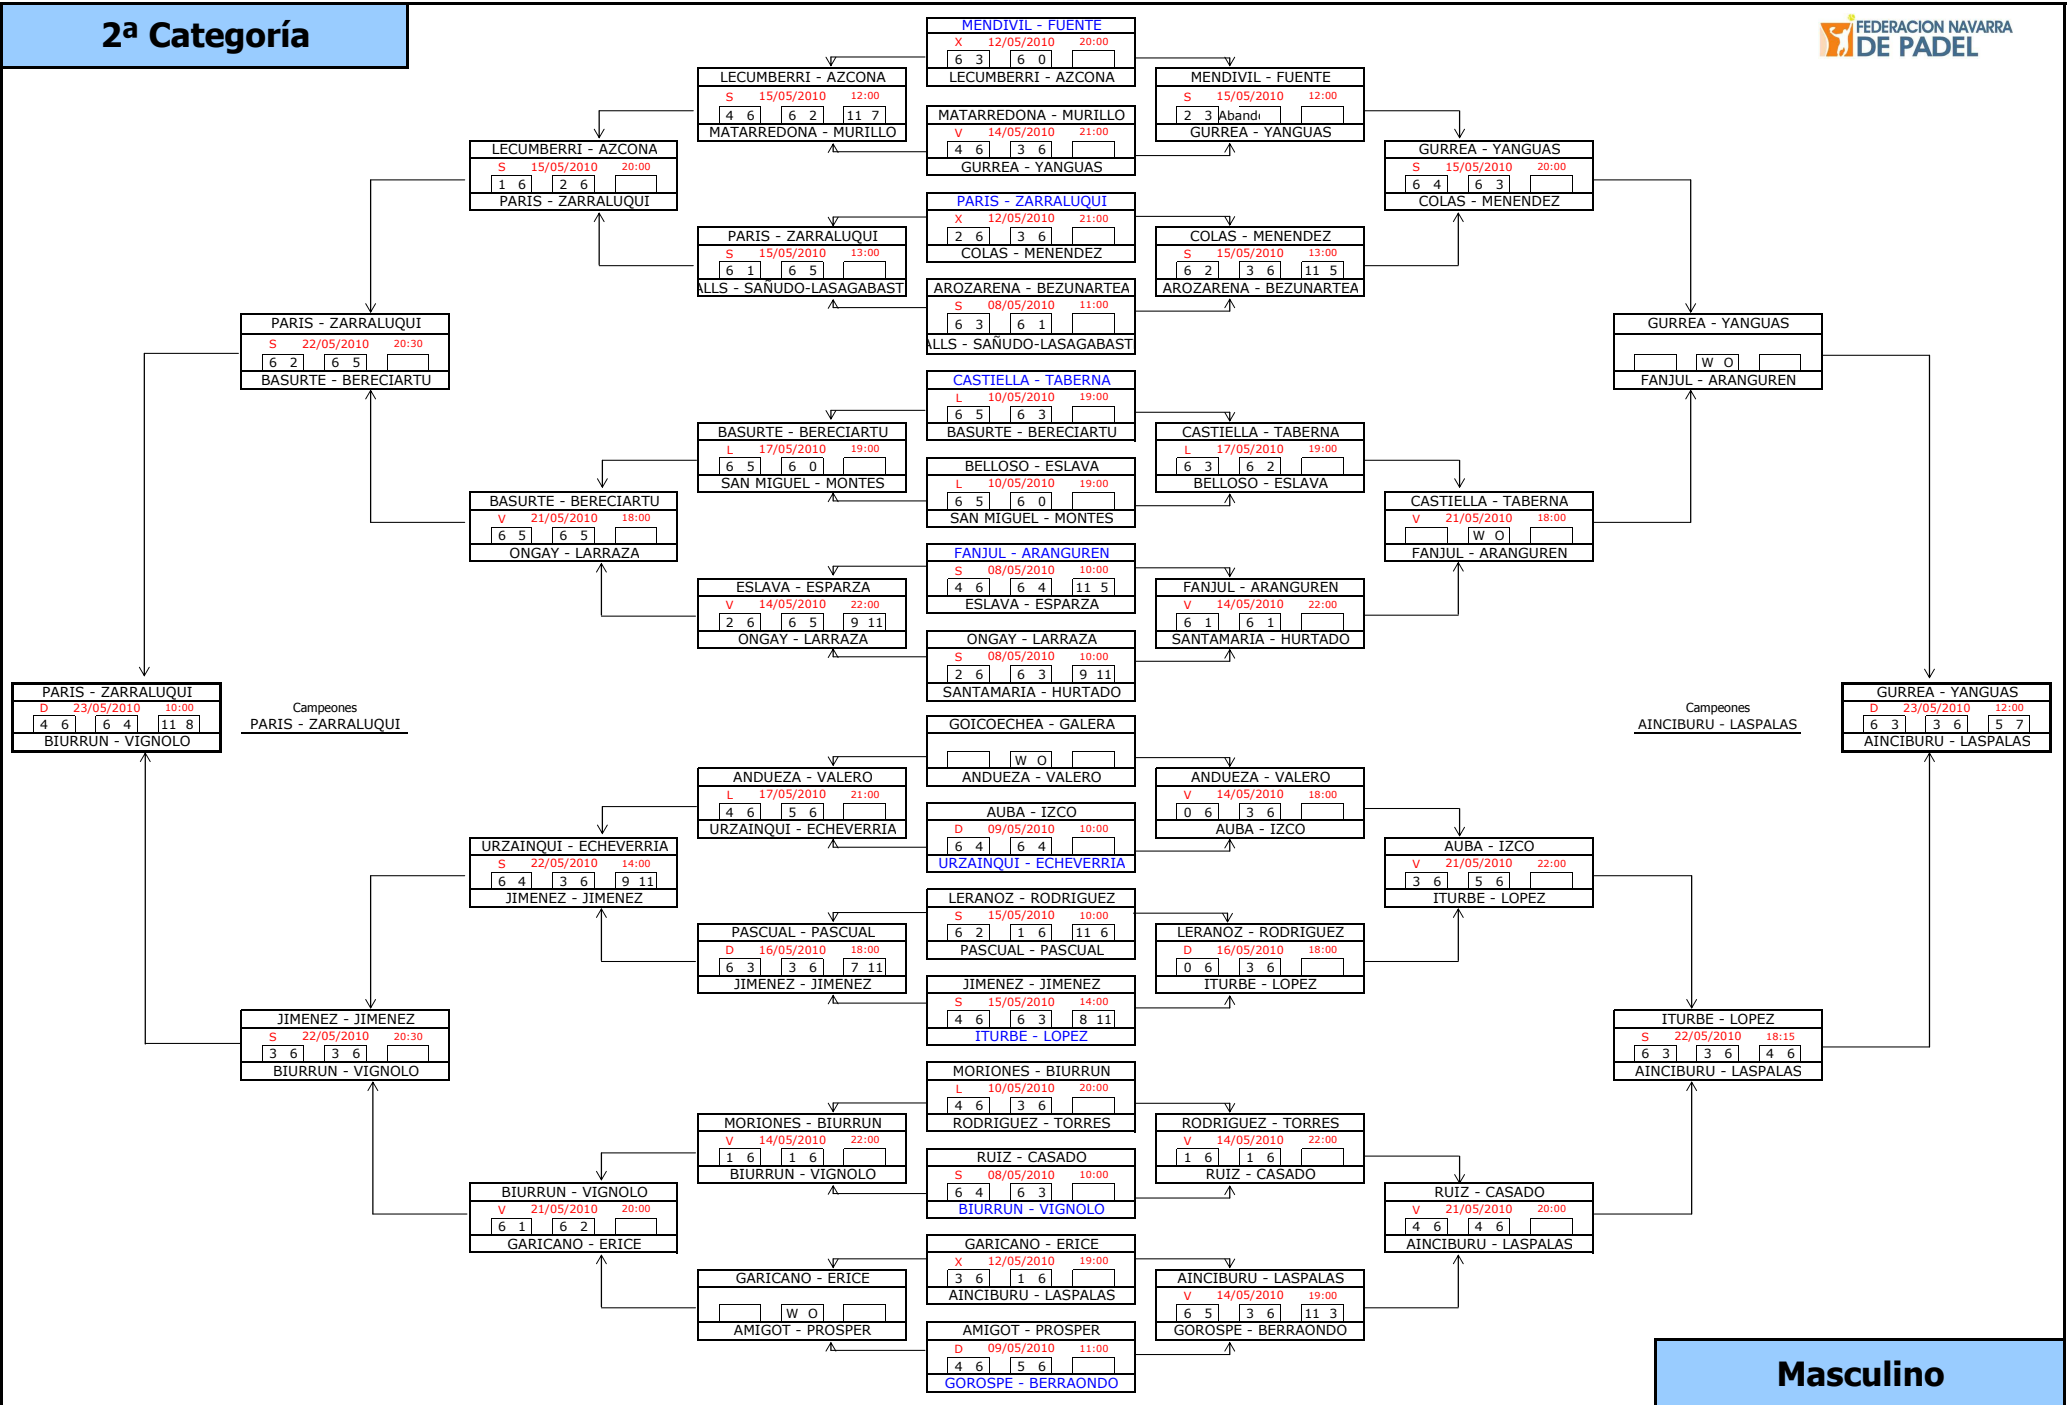 2ª Categoría
FEDERACION NAVARRA
DE PADEL
MENDIVIL - FUENTE
X 12/05/2010 20:00
6 3 6 0
LECUMBERRI - AZCONA
MATARREDONA - MURILLO
V 14/05/2010 21:00
4 6 3 6
GURREA - YANGUAS
PARIS - ZARRALUQUI
X 12/05/2010 21:00
2 6 3 6
COLAS - MENENDEZ
AROZARENA - BEZUNARTEA
S 08/05/2010 11:00
6 3 6 1
ALLS - SAÑUDO-LASAGABAST
CASTIELLA - TABERNA
L 10/05/2010 19:00
6 5 6 3
BASURTE - BERECIARTU
BELLOSO - ESLAVA
L 10/05/2010 19:00
6 5 6 0
SAN MIGUEL - MONTES
FANJUL - ARANGUREN
S 08/05/2010 10:00
4 6 6 4 11 5
ESLAVA - ESPARZA
ONGAY - LARRAZA
S 08/05/2010 10:00
2 6 6 3 9 11
SANTAMARIA - HURTADO
GOICOECHEA - GALERA
W O
ANDUEZA - VALERO
AUBA - IZCO
D 09/05/2010 10:00
6 4 6 4
URZAINQUI - ECHEVERRIA
LERANOZ - RODRIGUEZ
S 15/05/2010 10:00
6 2 1 6 11 6
PASCUAL - PASCUAL
JIMENEZ - JIMENEZ
S 15/05/2010 14:00
4 6 6 3 8 11
ITURBE - LOPEZ
MORIONES - BIURRUN
L 10/05/2010 20:00
4 6 3 6
RODRIGUEZ - TORRES
RUIZ - CASADO
S 08/05/2010 10:00
6 4 6 3
BIURRUN - VIGNOLO
GARICANO - ERICE
X 12/05/2010 19:00
3 6 1 6
AINCIBURU - LASPALAS
AMIGOT - PROSPER
D 09/05/2010 11:00
4 6 5 6
GOROSPE - BERRAONDO
LECUMBERRI - AZCONA
S 15/05/2010 12:00
4 6 6 2 11 7
MATARREDONA - MURILLO
PARIS - ZARRALUQUI
S 15/05/2010 13:00
6 1 6 5
ALLS - SAÑUDO-LASAGABAST
BASURTE - BERECIARTU
L 17/05/2010 19:00
6 5 6 0
SAN MIGUEL - MONTES
ESLAVA - ESPARZA
V 14/05/2010 22:00
2 6 6 5 9 11
ONGAY - LARRAZA
ANDUEZA - VALERO
L 17/05/2010 21:00
4 6 5 6
URZAINQUI - ECHEVERRIA
PASCUAL - PASCUAL
D 16/05/2010 18:00
6 3 3 6 7 11
JIMENEZ - JIMENEZ
MORIONES - BIURRUN
V 14/05/2010 22:00
1 6 1 6
BIURRUN - VIGNOLO
GARICANO - ERICE
W O
AMIGOT - PROSPER
LECUMBERRI - AZCONA
S 15/05/2010 20:00
1 6 2 6
PARIS - ZARRALUQUI
BASURTE - BERECIARTU
V 21/05/2010 18:00
6 5 6 5
ONGAY - LARRAZA
URZAINQUI - ECHEVERRIA
S 22/05/2010 14:00
6 4 3 6 9 11
JIMENEZ - JIMENEZ
BIURRUN - VIGNOLO
V 21/05/2010 20:00
6 1 6 2
GARICANO - ERICE
PARIS - ZARRALUQUI
S 22/05/2010 20:30
6 2 6 5
BASURTE - BERECIARTU
JIMENEZ - JIMENEZ
S 22/05/2010 20:30
3 6 3 6
BIURRUN - VIGNOLO
PARIS - ZARRALUQUI
D 23/05/2010 10:00
4 6 6 4 11 8
BIURRUN - VIGNOLO
Campeones
PARIS - ZARRALUQUI
MENDIVIL - FUENTE
S 15/05/2010 12:00
2 3 Aband
GURREA - YANGUAS
COLAS - MENENDEZ
S 15/05/2010 13:00
6 2 3 6 11 5
AROZARENA - BEZUNARTEA
CASTIELLA - TABERNA
L 17/05/2010 19:00
6 3 6 2
BELLOSO - ESLAVA
FANJUL - ARANGUREN
V 14/05/2010 22:00
6 1 6 1
SANTAMARIA - HURTADO
ANDUEZA - VALERO
V 14/05/2010 18:00
0 6 3 6
AUBA - IZCO
LERANOZ - RODRIGUEZ
D 16/05/2010 18:00
0 6 3 6
ITURBE - LOPEZ
RODRIGUEZ - TORRES
V 14/05/2010 22:00
1 6 1 6
RUIZ - CASADO
AINCIBURU - LASPALAS
V 14/05/2010 19:00
6 5 3 6 11 3
GOROSPE - BERRAONDO
GURREA - YANGUAS
S 15/05/2010 20:00
6 4 6 3
COLAS - MENENDEZ
CASTIELLA - TABERNA
V 21/05/2010 18:00
W O
FANJUL - ARANGUREN
AUBA - IZCO
V 21/05/2010 22:00
3 6 5 6
ITURBE - LOPEZ
RUIZ - CASADO
V 21/05/2010 20:00
4 6 4 6
AINCIBURU - LASPALAS
GURREA - YANGUAS
W O
FANJUL - ARANGUREN
ITURBE - LOPEZ
S 22/05/2010 18:15
6 3 3 6 4 6
AINCIBURU - LASPALAS
Campeones
AINCIBURU - LASPALAS
GURREA - YANGUAS
D 23/05/2010 12:00
6 3 3 6 5 7
AINCIBURU - LASPALAS
Masculino